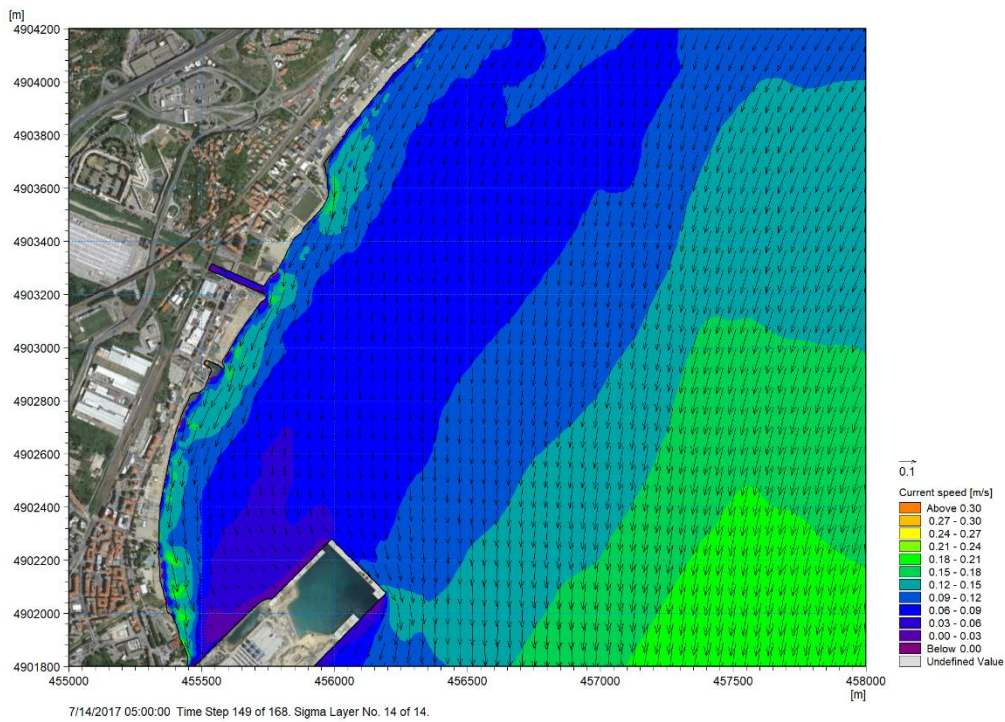 [m]
4904200
4904000
4903800
4903600
4903400
4903200
4903000
4902800
4902600
4902400
4902200
4902000
4901800
455000
455500
456000
456500
457000
457500
458000
[m]
0.1
Current speed [m/s]
Above 0.30
0.27 - 0.30
0.24 - 0.27
0.21 - 0.24
0.18 - 0.21
0.15 - 0.18
0.12 - 0.15
0.09 - 0.12
0.06 - 0.09
0.03 - 0.06
0.00 - 0.03
Below 0.00
Undefined Value
7/14/2017 05:00:00 Time Step 149 of 168. Sigma Layer No. 14 of 14.